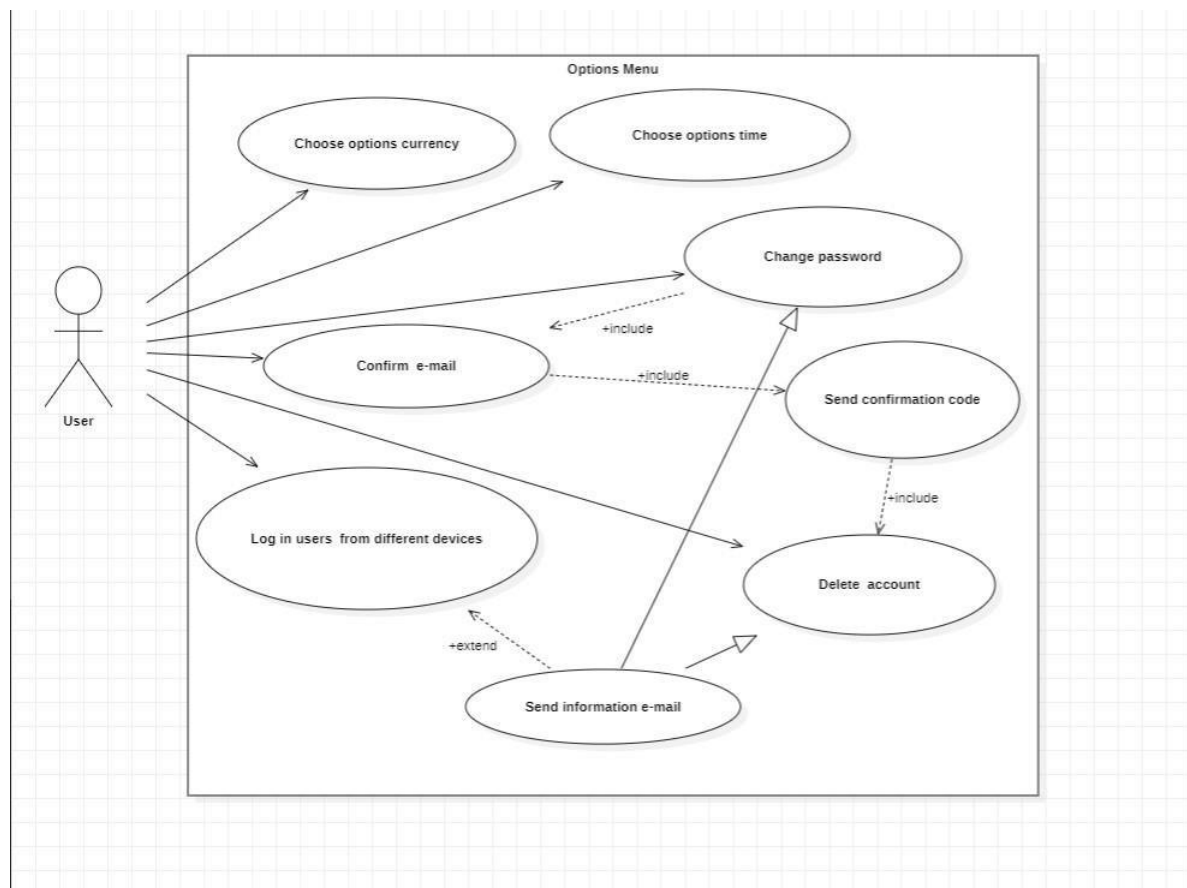 Options Menu
Choose options currency
Choose options time
Change password
+include
Confirm e-mail
+include
Send confirmation code
User
+include
Log in users from different devices
Delete account
+extend
Send information e-mail